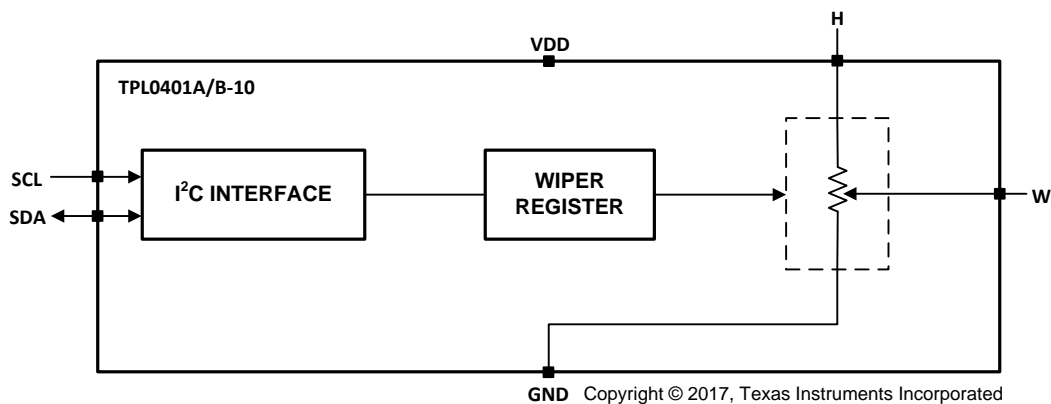 H
VDD
TPL0401A/B-10
SCL
SDA
I²C INTERFACE
WIPER
REGISTER
W
GND
Copyright © 2017, Texas Instruments Incorporated